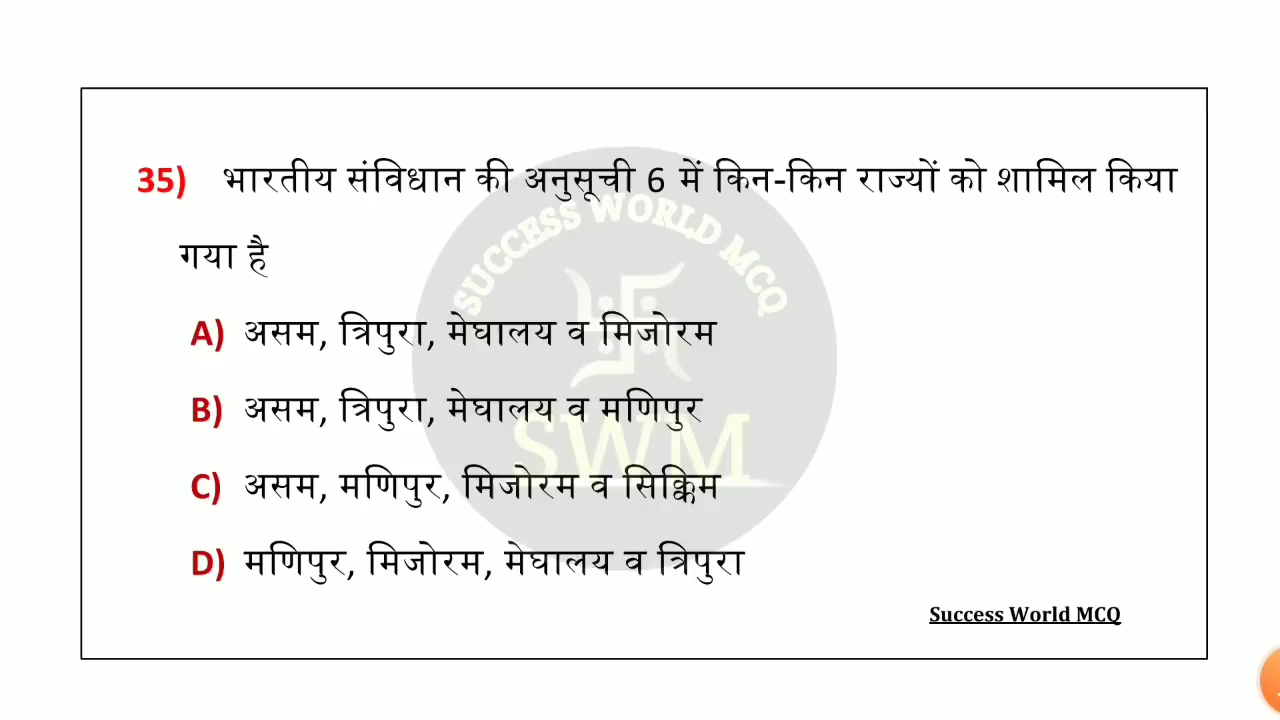 35) भारतीय संविधान की अनुसूची 6 में किन-किन राज्यों को शामिल किया
गया है
A) असम, त्रिपुरा, मेघालय व मिजोरम
B) असम, त्रिपुरा, मेघालय व मणिपुर
C) असम, मणिपुर, मिजोरम व सिक्किम
D) मणिपुर, मिजोरम, मेघालय व त्रिपुरा
SUCCESS WORLD MCQ
SWM
Success World MCQ